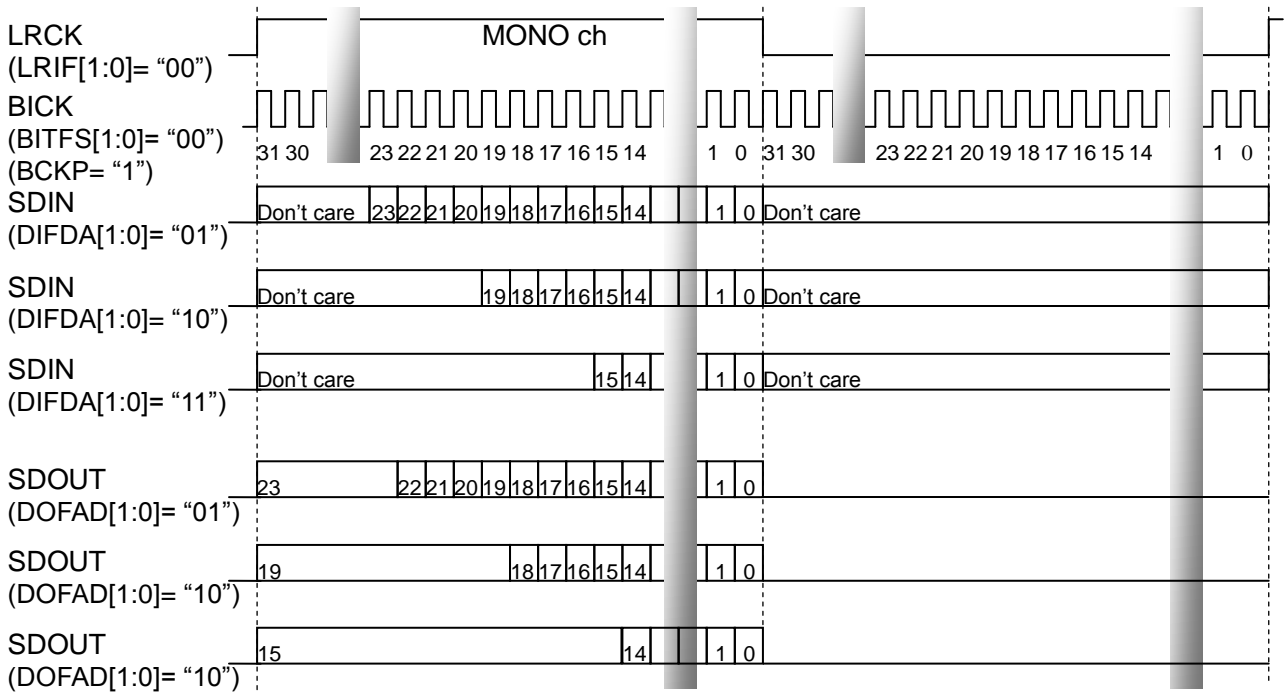 LRCK
(LRIF[1:0]= “00”)
MONO ch
BICK
(BITFS[1:0]= “00”)
(BCKP= “1”)
31 30 23 22 21 20 19 18 17 16 15 14 1 0 31 30 23 22 21 20 19 18 17 16 15 14 1 0
SDIN
(DIFDA[1:0]= “01”)
Don’t care 23 22 21 20 19 18 17 16 15 14 1 0 Don’t care
SDIN
(DIFDA[1:0]= “10”)
Don’t care 19 18 17 16 15 14 1 0 Don’t care
SDIN
(DIFDA[1:0]= “11”)
Don’t care 15 14 1 0 Don’t care
SDOUT
(DOFAD[1:0]= “01”)
23 22 21 20 19 18 17 16 15 14 1 0
SDOUT
(DOFAD[1:0]= “10”)
19 18 17 16 15 14 1 0
SDOUT
(DOFAD[1:0]= “10”)
15 14 1 0